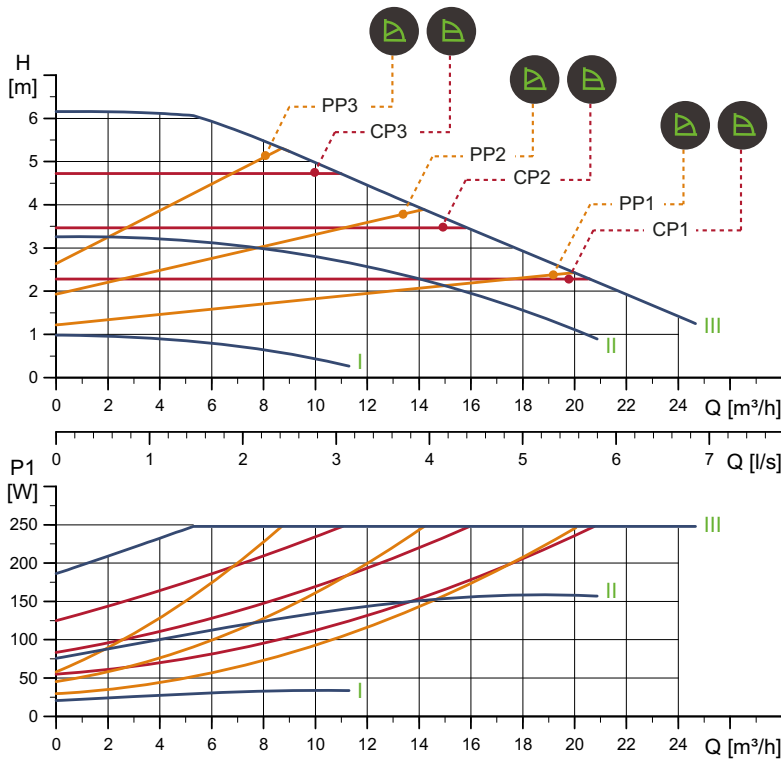 H
[m]
6
5
4
3
2
1
0
PP3
CP3
PP2
CP2
PP1
CP1
III
II
I
0 2 4 6 8 10 12 14 16 18 20 22 24 Q [m³/h]
0 1 2 3 4 5 6 7 Q [l/s]
P1
[W]
250
200
150
100
50
0
III
II
I
0 2 4 6 8 10 12 14 16 18 20 22 24 Q [m³/h]